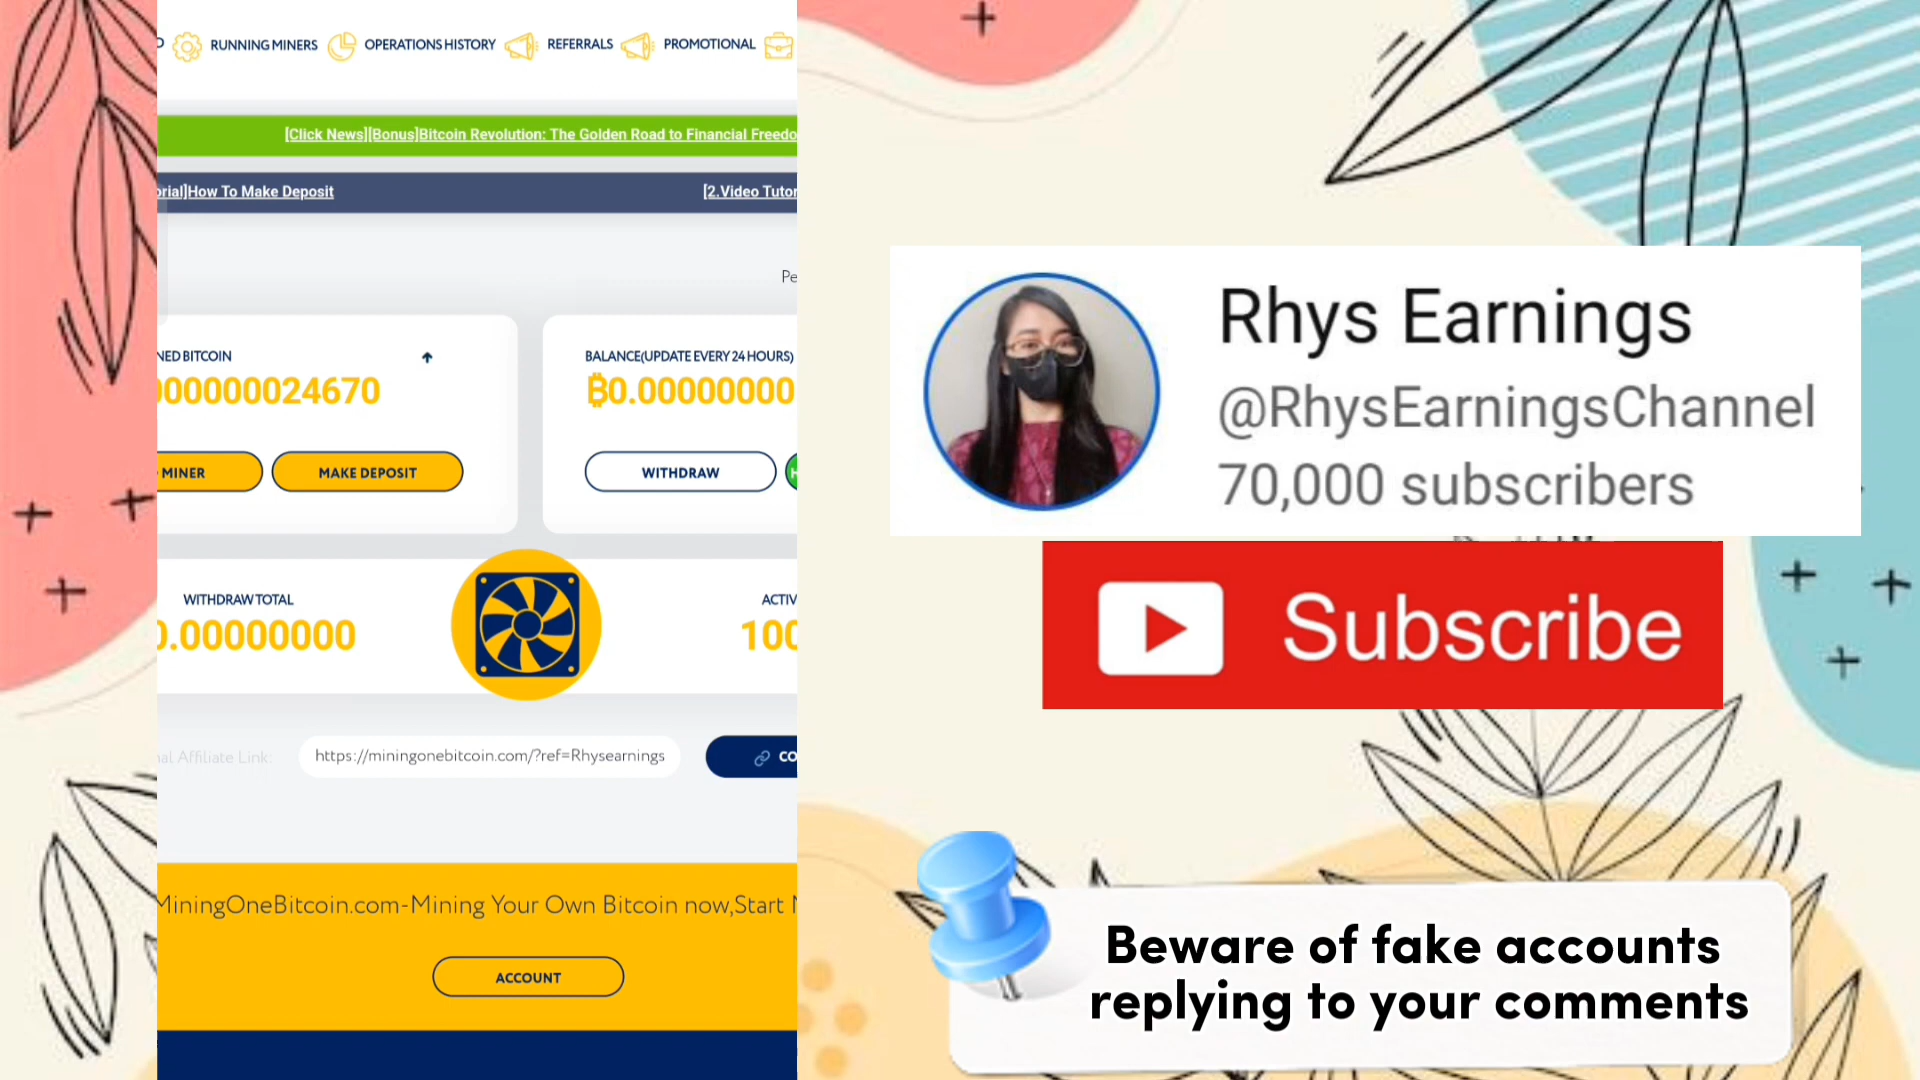 RUNNING MINERS
OPERATIONS HISTORY
REFERRALS
PROMOTIONAL
[Click News][Bonus]Bitcoin Revolution: The Golden Road to Financial Freedo
orial]How To Make Deposit
[2.Video Tutor
Pe
NED BITCOIN
000000024670
MINER
MAKE DEPOSIT
BALANCE(UPDATE EVERY 24 HOURS)
₿0.00000000
WITHDRAW
WITHDRAW TOTAL
0.00000000
ACTIV
100
nal Affiliate Link:
https://miningonebitcoin.com/?ref=Rhysearnings
CO
MiningOneBitcoin.com-Mining Your Own Bitcoin now,Start
ACCOUNT
Rhys Earnings
@RhysEarningsChannel
70,000 subscribers
Subscribe
Beware of fake accounts
replying to your comments